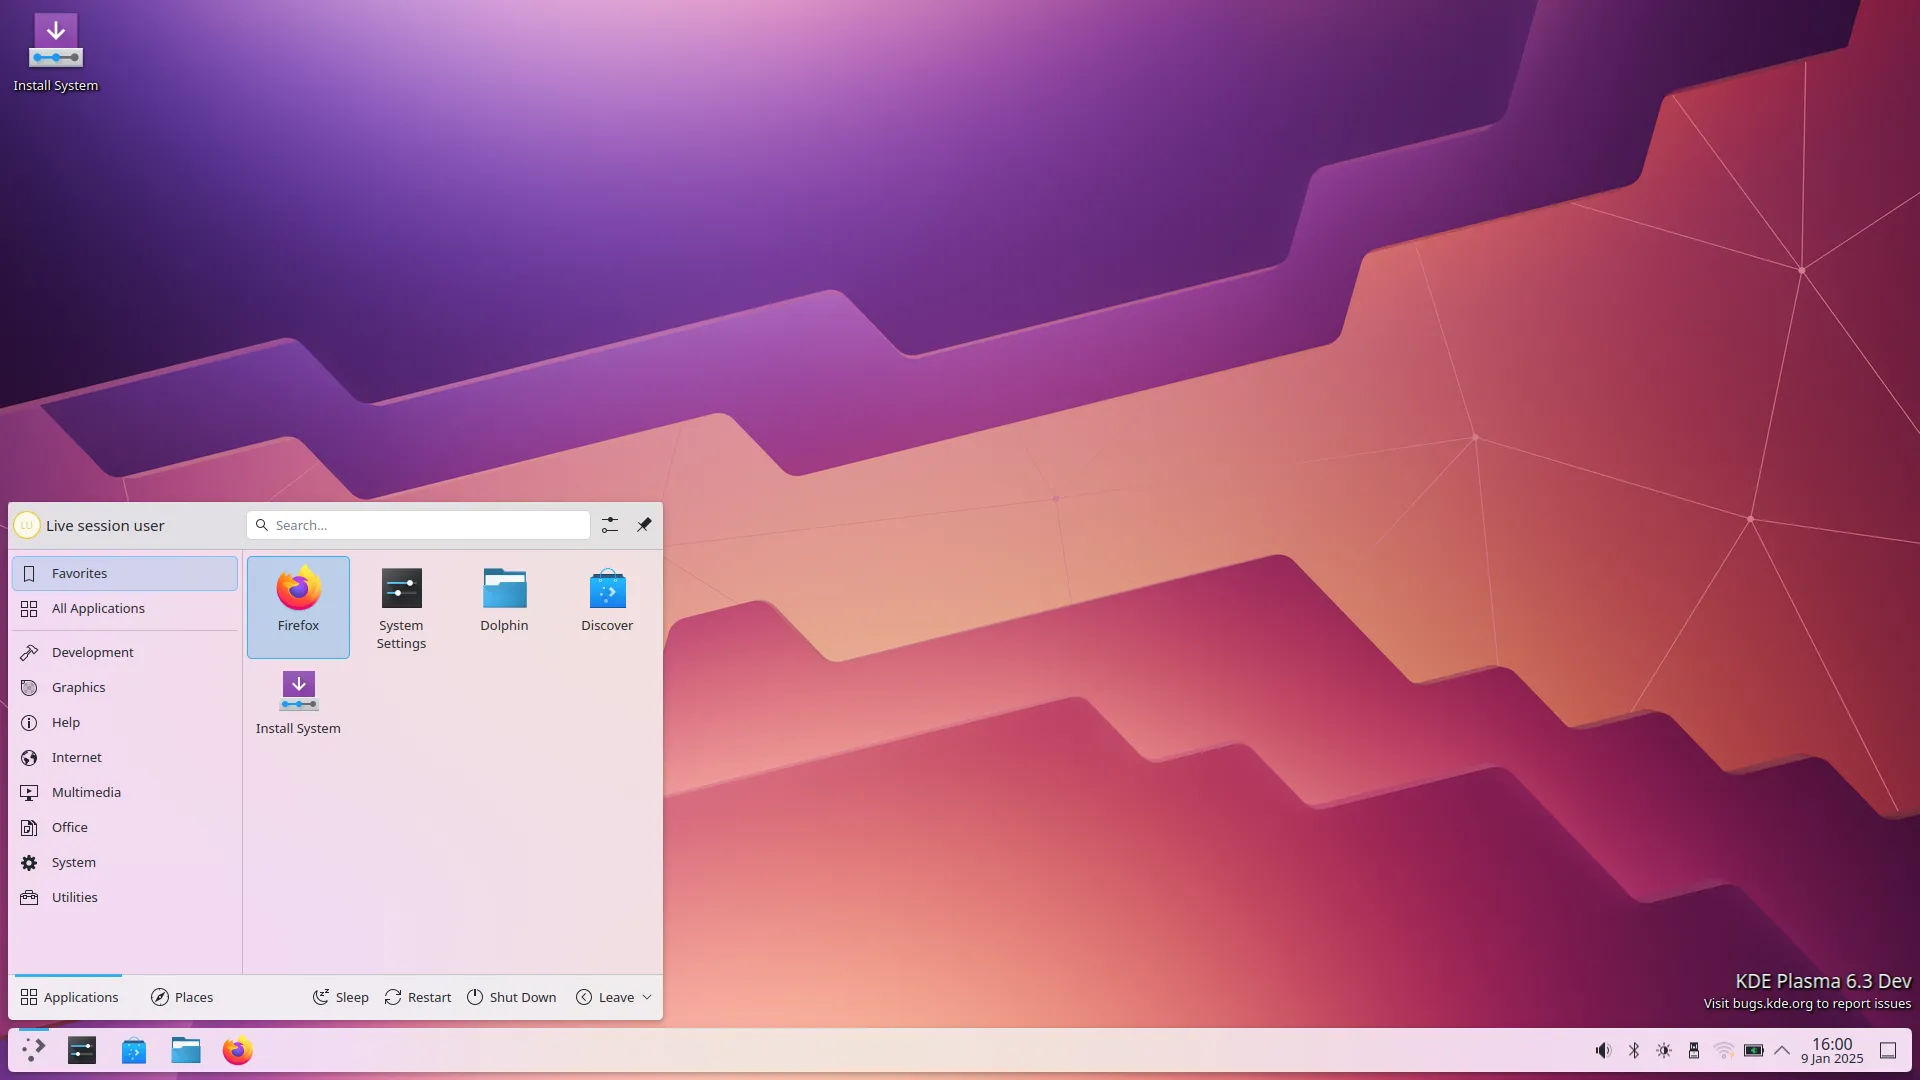 Install System
LU
Live session user
Search...
Favorites
All Applications
Development
Graphics
Help
Internet
Multimedia
Office
System
Utilities
Firefox
System
Settings
Dolphin
Discover
Install System
Applications
Places
Sleep
Restart
Shut Down
Leave
KDE Plasma 6.3 Dev
Visit bugs.kde.org to report issues
16:00
9 Jan 2025